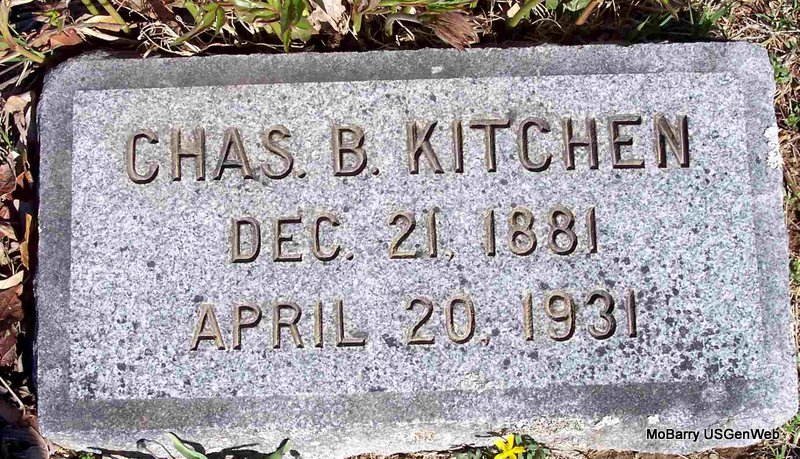 CHAS. B. KITCHEN
DEC. 21, 1881
APRIL 20, 1931
MoBarry USGenWeb